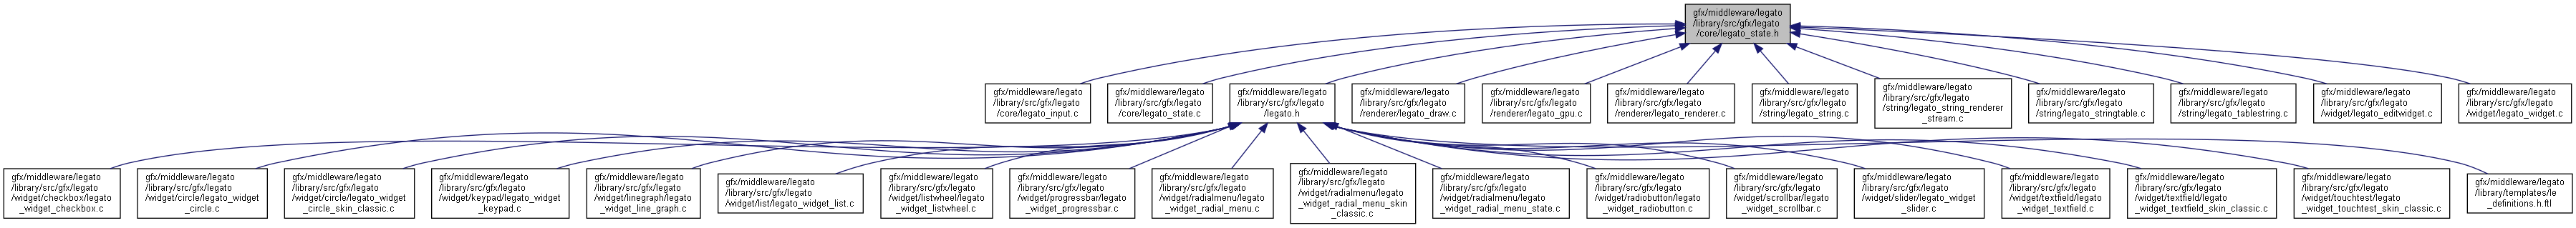 gfx/middleware/legato
/library/src/gfx/legato
/core/legato_state.h
gfx/middleware/legato
/library/src/gfx/legato
/core/legato_input.c
gfx/middleware/legato
/library/src/gfx/legato
/core/legato_state.c
gfx/middleware/legato
/library/src/gfx/legato
/legato.h
gfx/middleware/legato
/library/src/gfx/legato
/renderer/legato_draw.c
gfx/middleware/legato
/library/src/gfx/legato
/renderer/legato_gpu.c
gfx/middleware/legato
/library/src/gfx/legato
/renderer/legato_renderer.c
gfx/middleware/legato
/library/src/gfx/legato
/string/legato_string.c
gfx/middleware/legato
/library/src/gfx/legato
/string/legato_string_renderer
_stream.c
gfx/middleware/legato
/library/src/gfx/legato
/string/legato_stringtable.c
gfx/middleware/legato
/library/src/gfx/legato
/string/legato_tablestring.c
gfx/middleware/legato
/library/src/gfx/legato
/widget/legato_editwidget.c
gfx/middleware/legato
/library/src/gfx/legato
/widget/legato_widget.c
gfx/middleware/legato
/library/src/gfx/legato
/widget/checkbox/legato
_widget_checkbox.c
gfx/middleware/legato
/library/src/gfx/legato
/widget/circle/legato_widget
_circle.c
gfx/middleware/legato
/library/src/gfx/legato
/widget/circle/legato_widget
_circle_skin_classic.c
gfx/middleware/legato
/library/src/gfx/legato
/widget/keypad/legato_widget
_keypad.c
gfx/middleware/legato
/library/src/gfx/legato
/widget/linegraph/legato
_widget_line_graph.c
gfx/middleware/legato
/library/src/gfx/legato
/widget/list/legato_widget_list.c
gfx/middleware/legato
/library/src/gfx/legato
/widget/listwheel/legato
_widget_listwheel.c
gfx/middleware/legato
/library/src/gfx/legato
/widget/progressbar/legato
_widget_progressbar.c
gfx/middleware/legato
/library/src/gfx/legato
/widget/radialmenu/legato
_widget_radial_menu.c
gfx/middleware/legato
/library/src/gfx/legato
/widget/radialmenu/legato
_widget_radial_menu_skin
_classic.c
gfx/middleware/legato
/library/src/gfx/legato
/widget/radialmenu/legato
_widget_radial_menu_state.c
gfx/middleware/legato
/library/src/gfx/legato
/widget/radiobutton/legato
_widget_radiobutton.c
gfx/middleware/legato
/library/src/gfx/legato
/widget/scrollbar/legato
_widget_scrollbar.c
gfx/middleware/legato
/library/src/gfx/legato
/widget/slider/legato_widget
_slider.c
gfx/middleware/legato
/library/src/gfx/legato
/widget/textfield/legato
_widget_textfield.c
gfx/middleware/legato
/library/src/gfx/legato
/widget/textfield/legato
_widget_textfield_skin_classic.c
gfx/middleware/legato
/library/src/gfx/legato
/widget/touchtest/legato
_widget_touchtest_skin_classic.c
gfx/middleware/legato
/library/templates/le
_definitions.h.ftl